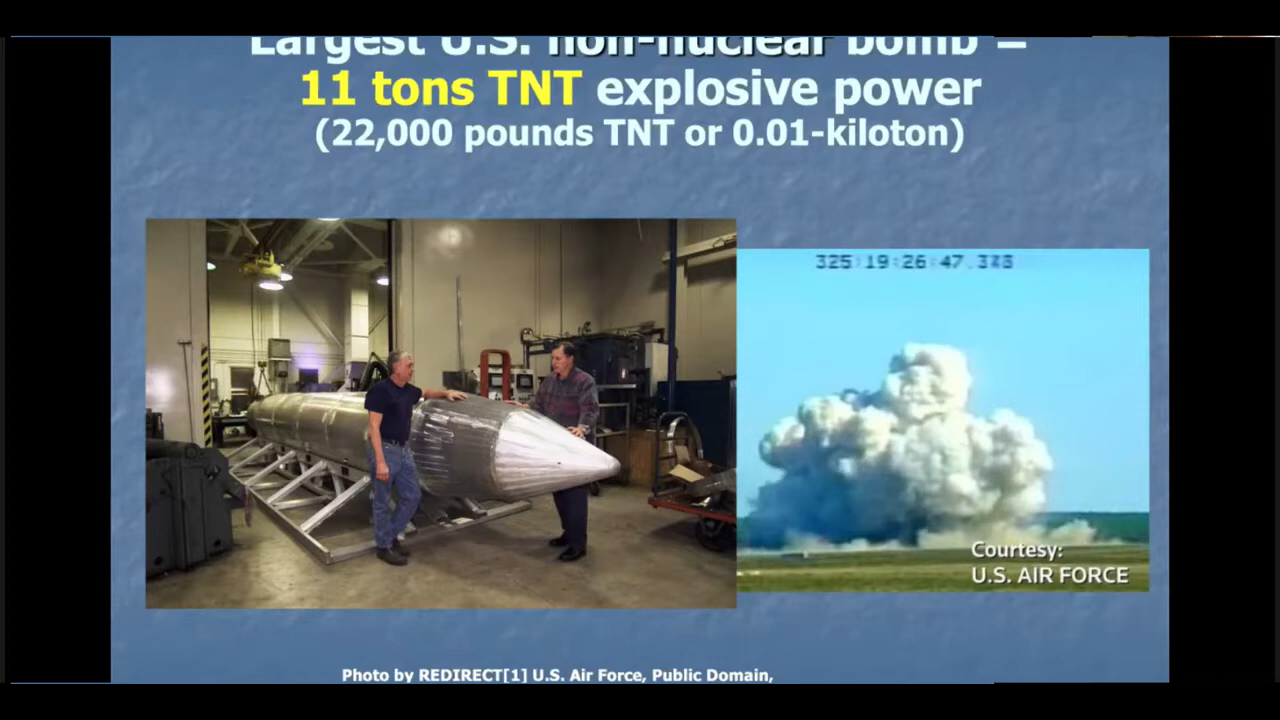 Largest U.S. non-nuclear bomb =
11 tons TNT explosive power
(22,000 pounds TNT or 0.01-kiloton)
325:19:26:47.
Courtesy:
U.S. AIR FORCE
Photo by REDIRECT[1] U.S. Air Force, Public Domain,